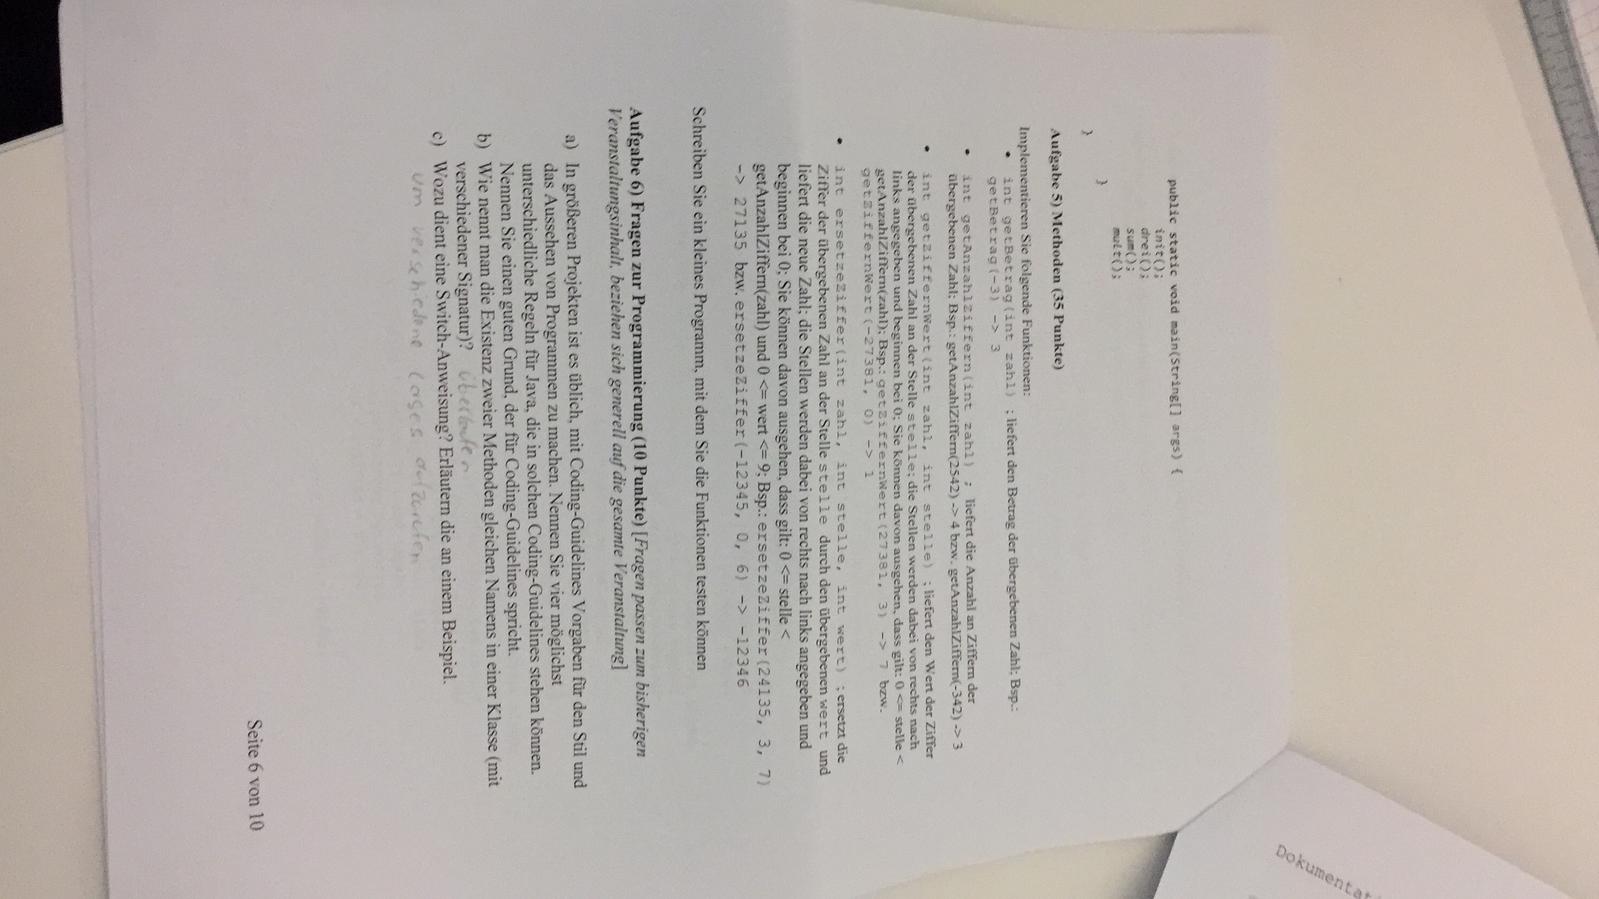 public static void main(String[] args) {
init();
drei();
sum();
mult();
}
}
Aufgabe 5) Methoden (35 Punkte)
Implementieren Sie folgende Funktionen:
• int getBetrag(int zahl) ; liefert den Betrag der übergebenen Zahl; Bsp.:
getBetrag(-3) -> 3
• int getAnzahlZiffern(int zahl) ; liefert die Anzahl an Ziffern der
übergebenen Zahl; Bsp.: getAnzahlZiffern(2542) -> 4 bzw. getAnzahlZiffern(-342) -> 3
• int getZiffernWert(int zahl, int stelle) ; liefert den Wert der Ziffer
der übergebenen Zahl an der Stelle stelle; die Stellen werden dabei von rechts nach
links angegeben und beginnen bei 0; Sie können davon ausgehen, dass gilt: 0 <= stelle <
getAnzahlZiffern(zahl); Bsp.: getZiffernWert(27381, 3) -> 7 bzw.
getZiffernWert(-27381, 0) -> 1
• int ersetzeZiffer(int zahl, int stelle, int wert) ; ersetzt die
Ziffer der übergebenen Zahl an der Stelle stelle durch den übergebenen wert und
liefert die neue Zahl; die Stellen werden dabei von rechts nach links angegeben und
beginnen bei 0; Sie können davon ausgehen, dass gilt: 0 <= stelle <
getAnzahlZiffern(zahl) und 0 <= wert <= 9; Bsp.: ersetzeZiffer(24135, 3, 7)
-> 27135 bzw. ersetzeZiffer(-12345, 0, 6) -> -12346
Schreiben Sie ein kleines Programm, mit dem Sie die Funktionen testen können
Aufgabe 6) Fragen zur Programmierung (10 Punkte) [Fragen passen zum bisherigen
Veranstaltungsinhalt, beziehen sich generell auf die gesamte Veranstaltung]
a) In größeren Projekten ist es üblich, mit Coding-Guidelines Vorgaben für den Stil und
das Aussehen von Programmen zu machen. Nennen Sie vier möglichst
unterschiedliche Regeln für Java, die in solchen Coding-Guidelines stehen können.
Nennen Sie einem guten Grund, der für Coding-Guidelines spricht.
b) Wie nennt man die Existenz zweier Methoden gleichen Namens in einer Klasse (mit
verschiedener Signatur)? überladen
c) Wozu dient eine Switch-Anweisung? Erläutern die an einem Beispiel.
um verschiedene cases
Seite 6 von 10